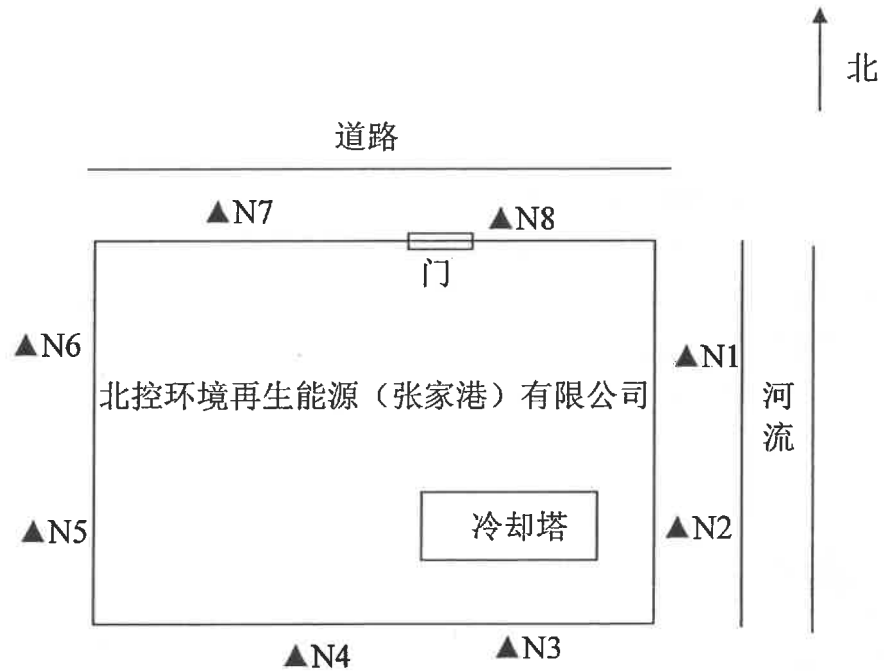 北
道路
▲N7
▲N8
门
▲N6
▲N1
北控环境再生能源（张家港）有限公司
河
流
冷却塔
▲N5
▲N2
▲N4
▲N3